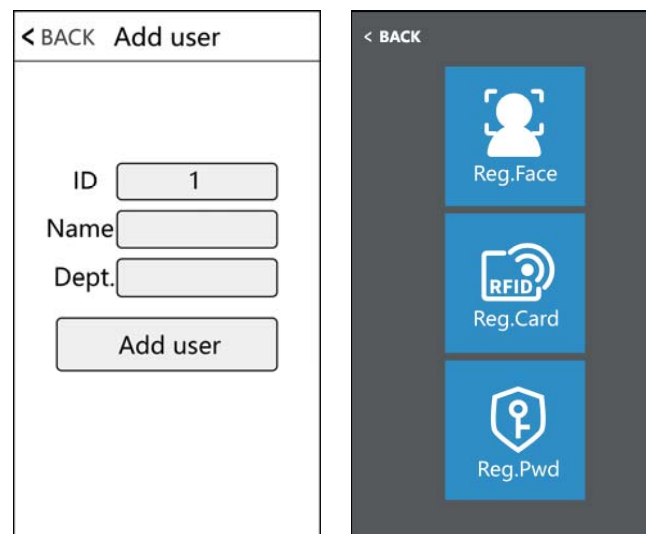 < BACK Add user
ID 1
Name
Dept.
Add user
< BACK
Reg.Face
RFID
Reg.Card
Reg.Pwd